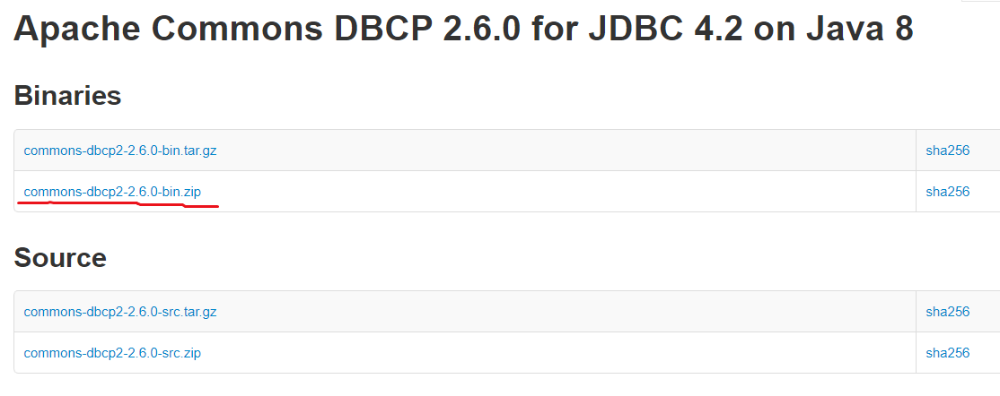 Apache Commons DBCP 2.6.0 for JDBC 4.2 on Java 8
Binaries
commons-dbcp2-2.6.0-bin.tar.gz sha256
commons-dbcp2-2.6.0-bin.zip sha256
Source
commons-dbcp2-2.6.0-src.tar.gz sha256
commons-dbcp2-2.6.0-src.zip sha256